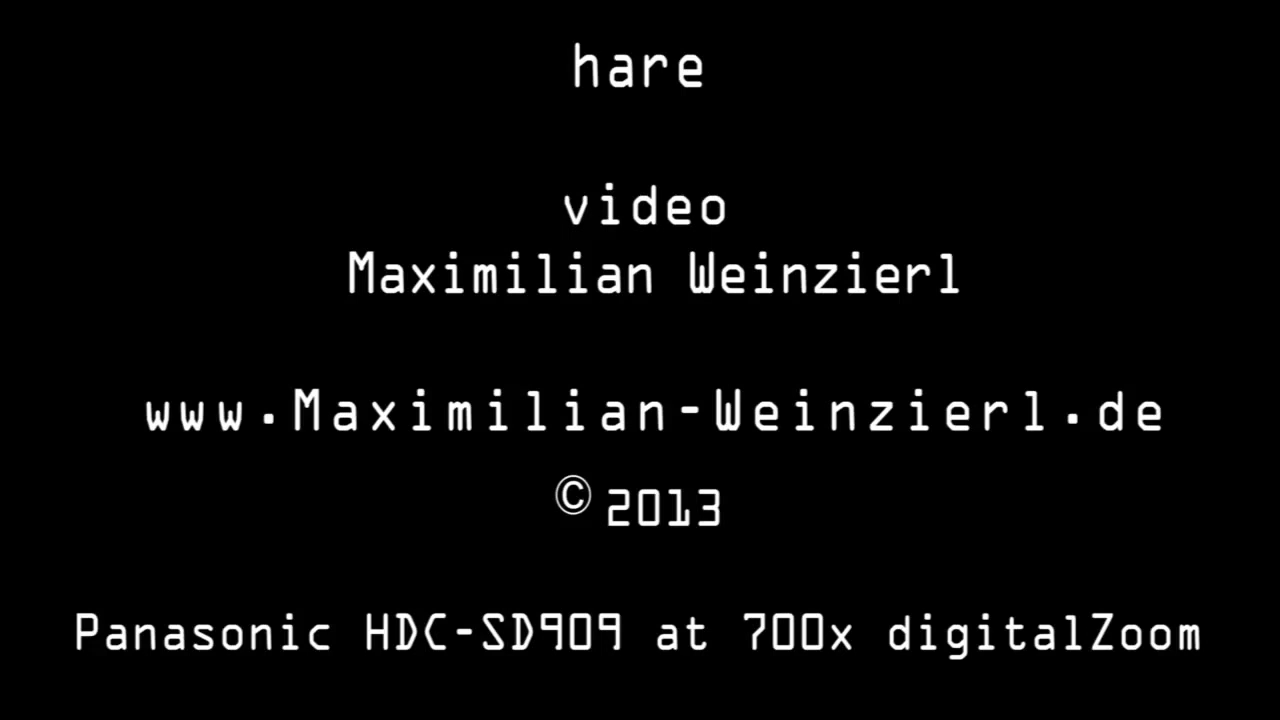 hare
video
Maximilian Weinzierl
www.Maximilian-Weinzierl.de
© 2013
Panasonic HDC-SD909 at 700x digitalZoom